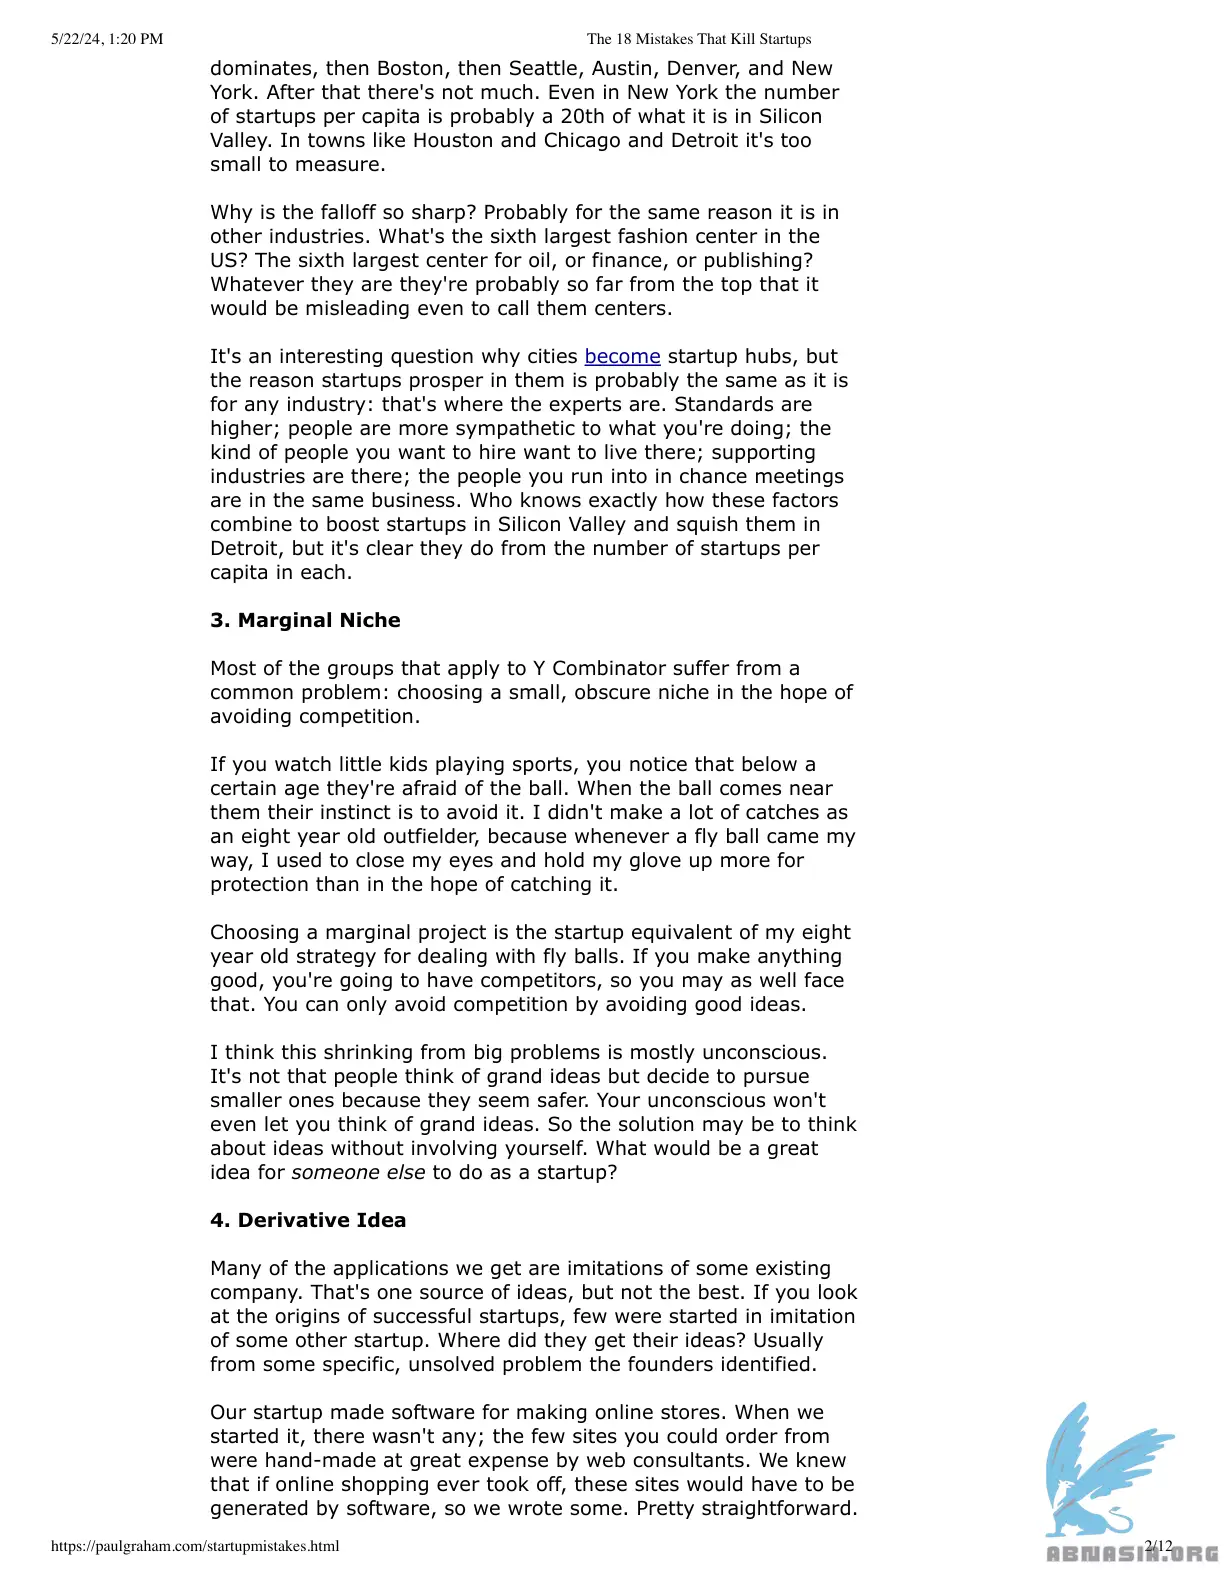 5/22/24, 1:20 PM
The 18 Mistakes That Kill Startups
dominates, then Boston, then Seattle, Austin, Denver, and New
York. After that there's not much. Even in New York the number
of startups per capita is probably a 20th of what it is in Silicon
Valley. In towns like Houston and Chicago and Detroit it's too
small to measure.
Why is the falloff so sharp? Probably for the same reason it is in
other industries. What's the sixth largest fashion center in the
US? The sixth largest center for oil, or finance, or publishing?
Whatever they are they're probably so far from the top that it
would be misleading even to call them centers.
It's an interesting question why cities become startup hubs, but
the reason startups prosper in them is probably the same as it is
for any industry: that's where the experts are. Standards are
higher; people are more sympathetic to what you're doing; the
kind of people you want to hire want to live there; supporting
industries are there; the people you run into in chance meetings
are in the same business. Who knows exactly how these factors
combine to boost startups in Silicon Valley and squish them in
Detroit, but it's clear they do from the number of startups per
capita in each.
3. Marginal Niche
Most of the groups that apply to Y Combinator suffer from a
common problem: choosing a small, obscure niche in the hope of
avoiding competition.
If you watch little kids playing sports, you notice that below a
certain age they're afraid of the ball. When the ball comes near
them their instinct is to avoid it. I didn't make a lot of catches as
an eight year old outfielder, because whenever a fly ball came my
way, I used to close my eyes and hold my glove up more for
protection than in the hope of catching it.
Choosing a marginal project is the startup equivalent of my eight
year old strategy for dealing with fly balls. If you make anything
good, you're going to have competitors, so you may as well face
that. You can only avoid competition by avoiding good ideas.
I think this shrinking from big problems is mostly unconscious.
It's not that people think of grand ideas but decide to pursue
smaller ones because they seem safer. Your unconscious won't
even let you think of grand ideas. So the solution may be to think
about ideas without involving yourself. What would be a great
idea for someone else to do as a startup?
4. Derivative Idea
Many of the applications we get are imitations of some existing
company. That's one source of ideas, but not the best. If you look
at the origins of successful startups, few were started in imitation
of some other startup. Where did they get their ideas? Usually
from some specific, unsolved problem the founders identified.
Our startup made software for making online stores. When we
started it, there wasn't any; the few sites you could order from
were hand-made at great expense by web consultants. We knew
that if online shopping ever took off, these sites would have to be
generated by software, so we wrote some. Pretty straightforward.
https://paulgraham.com/startupmistakes.html
2/12
ABNASIA.ORG